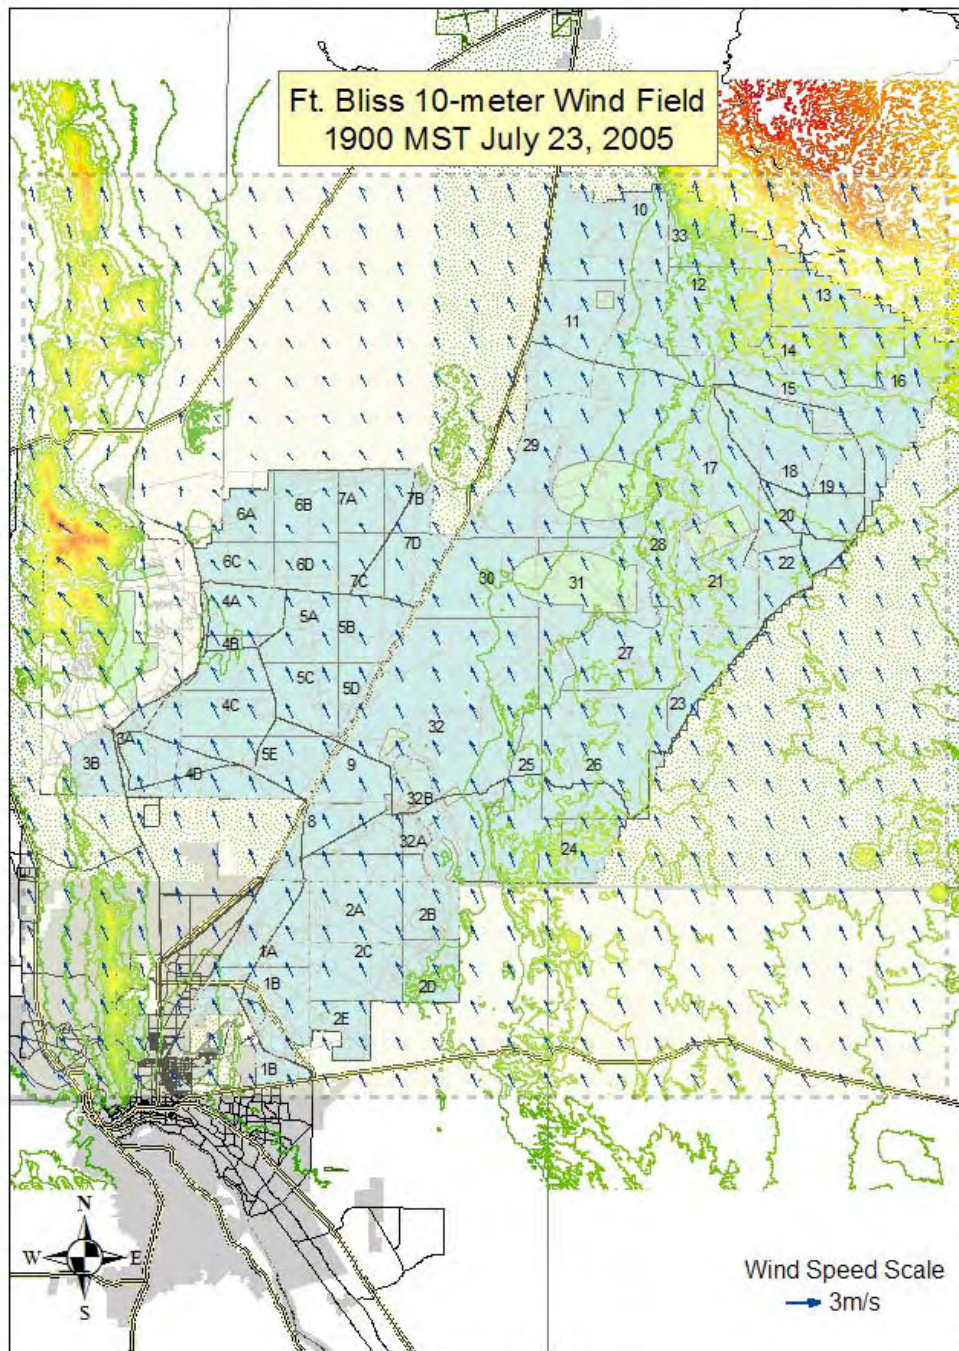 Ft. Bliss 10-meter Wind Field
1900 MST July 23, 2005
10
33
12
13
11
14
15
16
29
17
18
19
6A
6B
7A
7B
20
7D
28
6C
6D
7C
30
31
21
22
4A
5A
5B
4B
27
5C
5D
4C
23
32
3A
5E
3B
4D
9
25
26
32B
8
32A
24
2A
2B
1A
2C
1B
2D
2E
1B
N
W E
S
Wind Speed Scale
3m/s